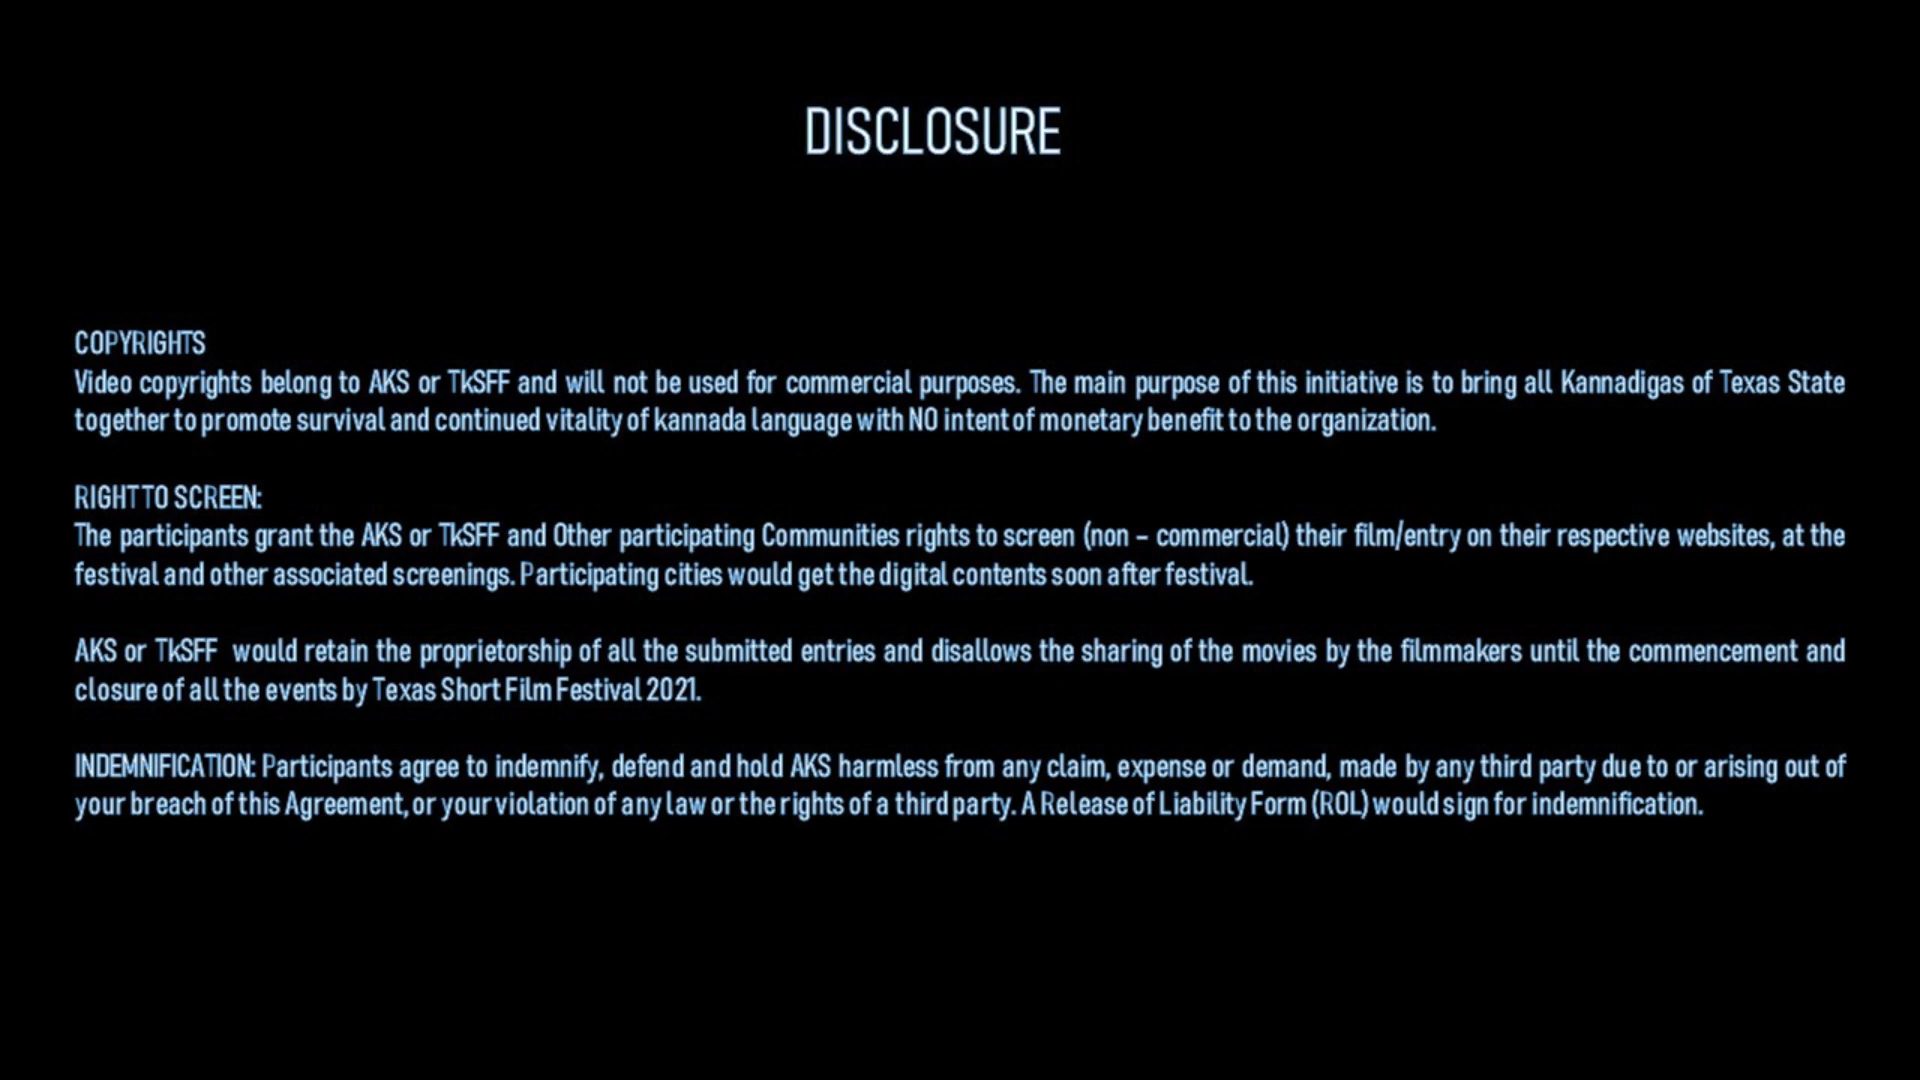 DISCLOSURE
COPYRIGHTS
Video copyrights belong to AKS or TkSFF and will not be used for commercial purposes. The main purpose of this initiative is to bring all Kannadigas of Texas State
together to promote survival and continued vitality of kannada language with NO intent of monetary benefit to the organization.
RIGHT TO SCREEN:
The participants grant the AKS or TkSFF and Other participating Communities rights to screen (non - commercial) their film/entry on their respective websites, at the
festival and other associated screenings. Participating cities would get the digital contents soon after festival.
AKS or TkSFF would retain the proprietorship of all the submitted entries and disallows the sharing of the movies by the filmmakers until the commencement and
closure of all the events by Texas Short Film Festival 2021.
INDEMNIFICATION: Participants agree to indemnify, defend and hold AKS harmless from any claim, expense or demand, made by any third party due to or arising out of
your breach of this Agreement, or your violation of any law or the rights of a third party. A Release of Liability Form (ROL) would sign for indemnification.